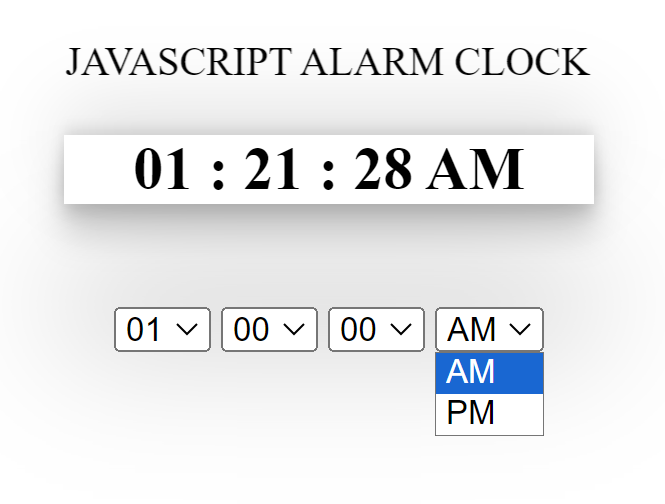 JAVASCRIPT ALARM CLOCK
01 : 21 : 28 AM
01 00 00 AM
AM
PM